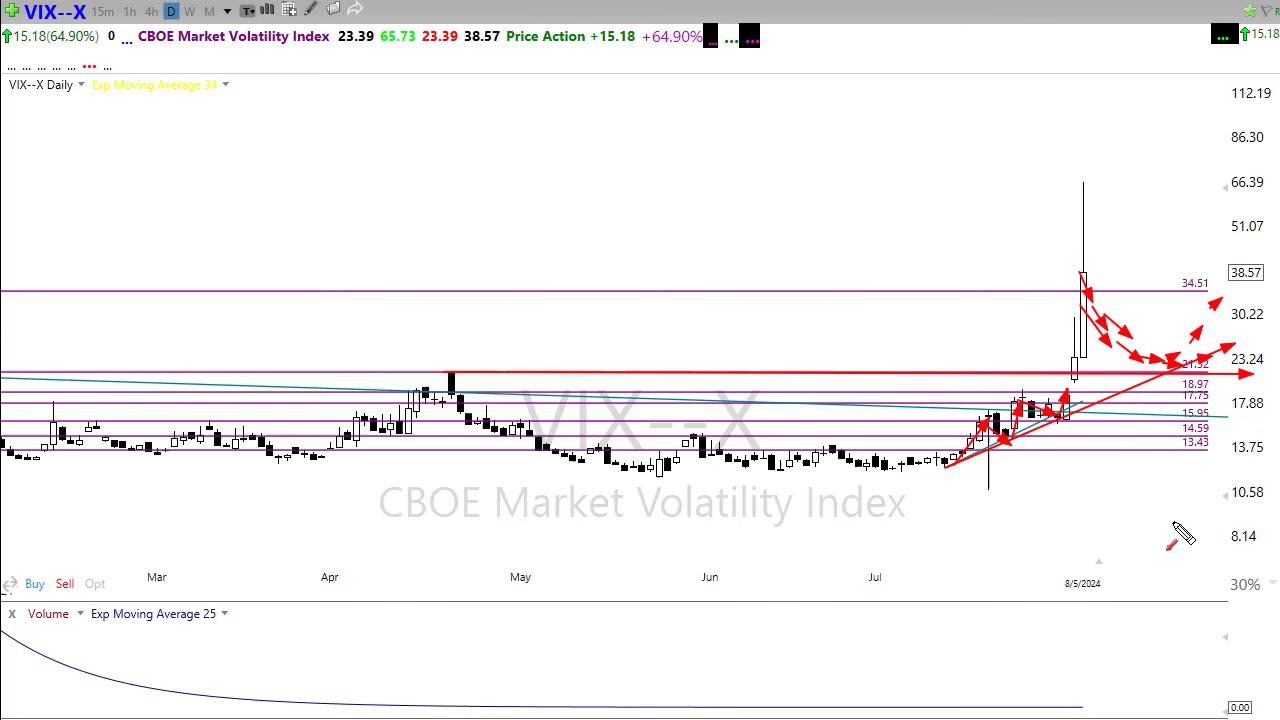 VIX--X 15m 1h 4h D W M T R
15.18(64.90%) 0 ... CBOE Market Volatility Index 23.39 65.73 23.39 38.57 Price Action +15.18 +64.90% ... ... ... ... 15.18
... ... ... ... ... ... ...
VIX--X Daily Exp Moving Average 34
112.19
86.30
66.39
51.07
38.57
34.51
30.22
23.24
21.32
18.97
17.75
17.88
15.95
14.59
13.43
13.75
10.58
8.14
VIX--X
CBOE Market Volatility Index
Mar Apr May Jun Jul 8/5/2024
Buy Sell Opt 30%
X Volume Exp Moving Average 25
0.00